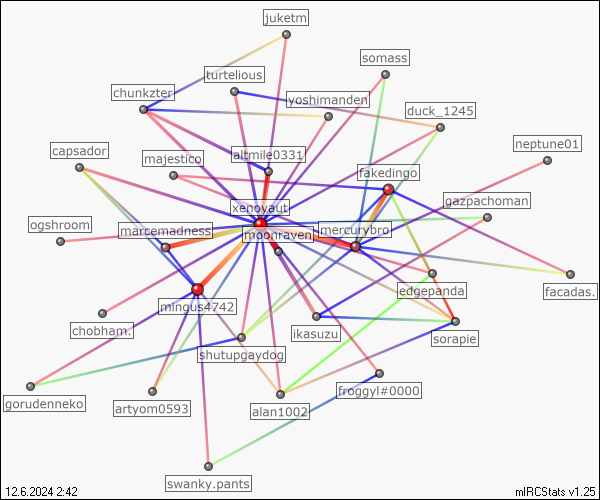 juketm
somass
turtelious
chunkzter
yoshimanden
duck_1245
neptune01
capsador
majestico
altmile0331
fakedingo
gazpachoman
xenoyaut
ogshroom
marcemadness
moonraven
mercurybro
edgepanda
facadas.
mingus4742
chobham.
ikasuzu
sorapie
shutupgaydog
froggyl#0000
gorudenneko
artyom0593
alan1002
swanky.pants
12.6.2024 2:42
mIRCStats v1.25